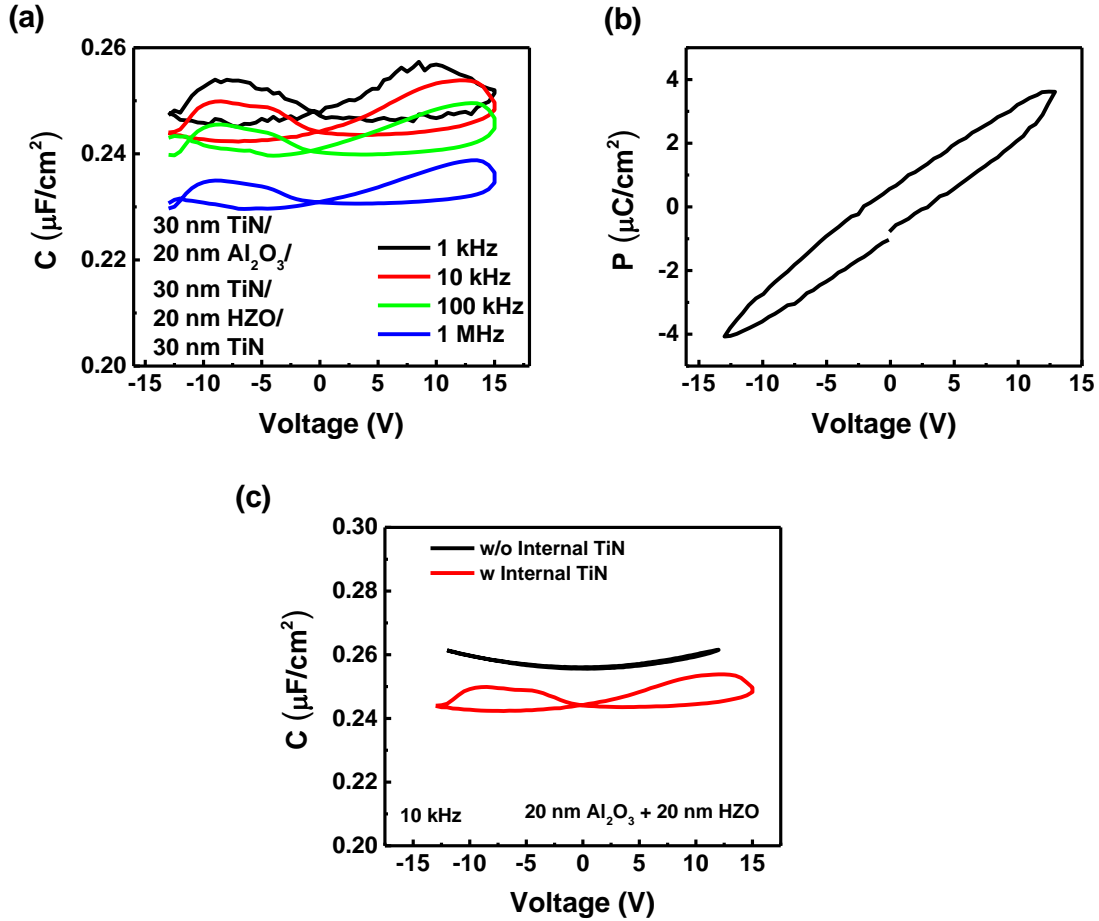 (a)
0.26
0.24
0.22
0.20
C (μF/cm²)
30 nm TiN/
20 nm Al₂O₃/
30 nm TiN/
20 nm HZO/
30 nm TiN
1 kHz
10 kHz
100 kHz
1 MHz
-15 -10 -5 0 5 10 15
Voltage (V)
(b)
4
2
0
-2
-4
P (μC/cm²)
-15 -10 -5 0 5 10 15
Voltage (V)
(c)
0.30
0.28
0.26
0.24
0.22
0.20
C (μF/cm²)
w/o Internal TiN
w Internal TiN
10 kHz
20 nm Al₂O₃ + 20 nm HZO
-15 -10 -5 0 5 10 15
Voltage (V)